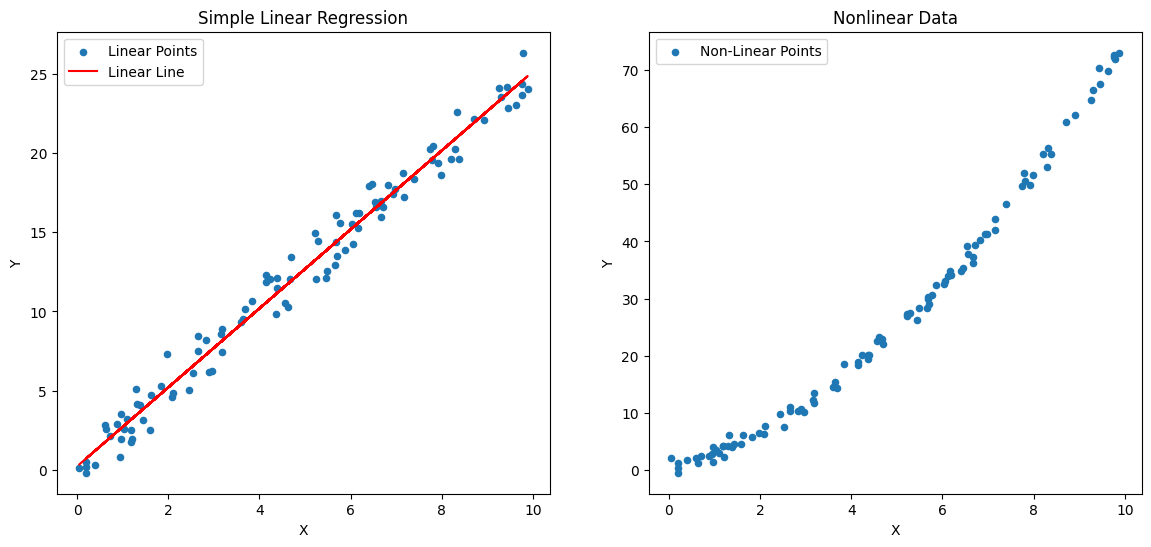 Simple Linear Regression
Linear Points
Linear Line
25
20
15
10
5
0
Y
0 2 4 6 8 10
X
Nonlinear Data
Non-Linear Points
70
60
50
40
30
20
10
0
Y
0 2 4 6 8 10
X